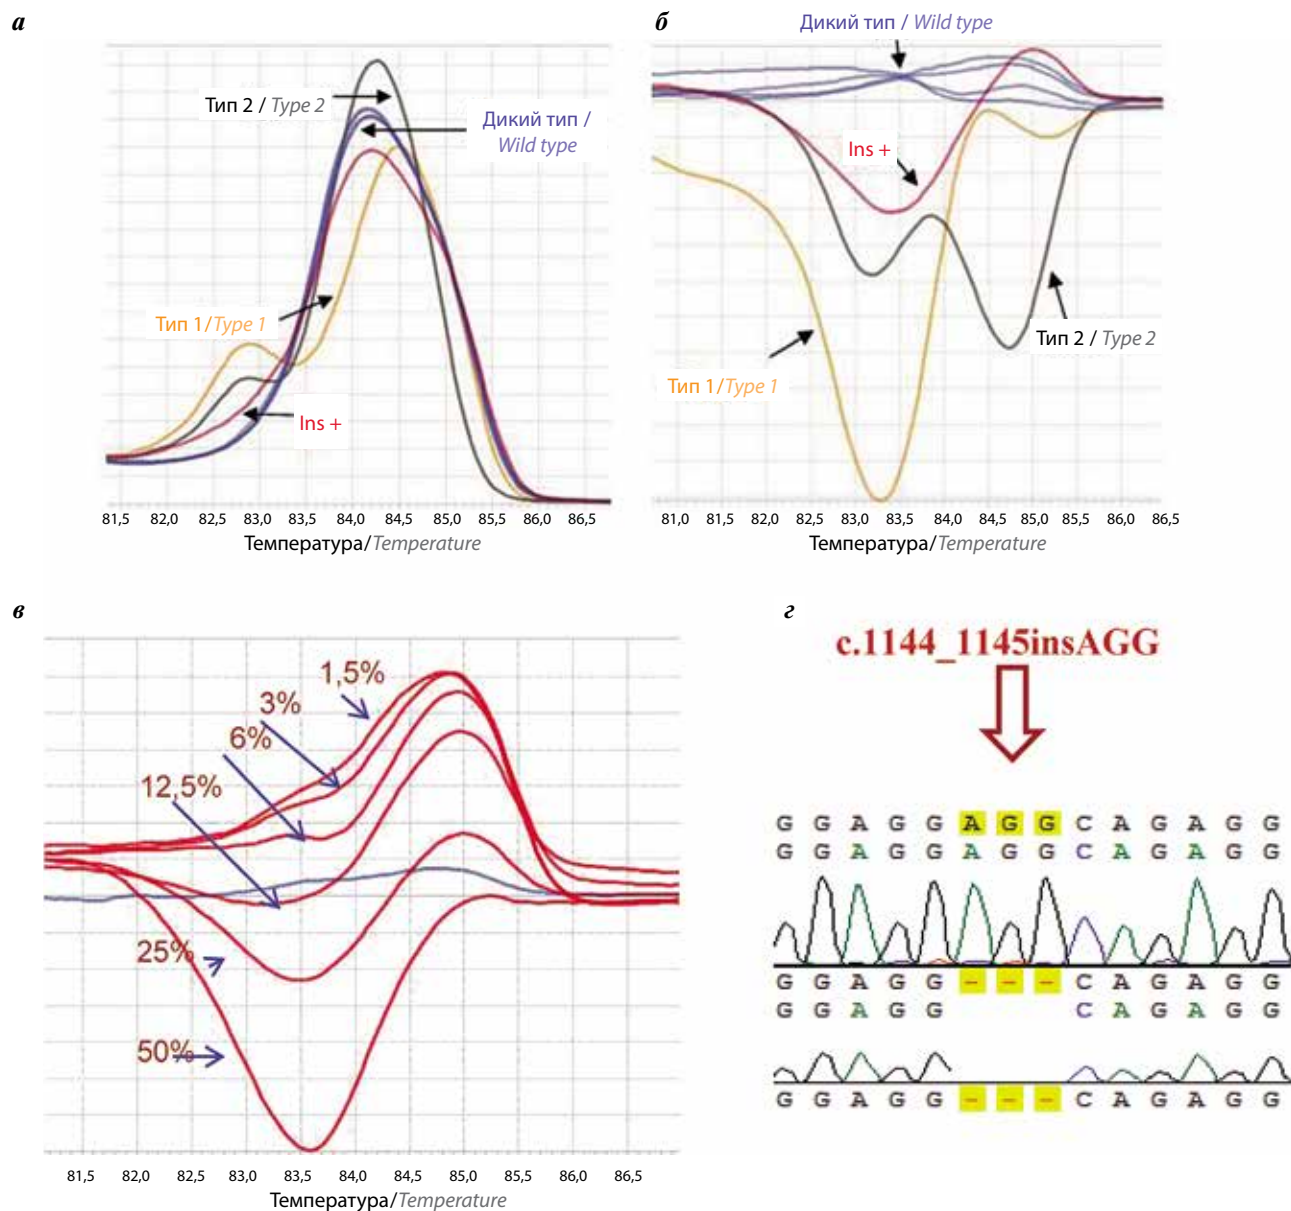 а
Тип 2 / Type 2
Дикий тип /
Wild type
Тип 1/Type 1
Ins +
81,5 82,0 82,5 83,0 83,5 84,0 84,5 85,0 85,5 86,0 86,5
Температура/Temperature
б
Дикий тип / Wild type
Ins +
Тип 2 / Type 2
Тип 1/Type 1
81,0 81,5 82,0 82,5 83,0 83,5 84,0 84,5 85,0 85,5 86,0 86,5
Температура/Temperature
в
1,5%
3%
6%
12,5%
25%
50%
81,5 82,0 82,5 83,0 83,5 84,0 84,5 85,0 85,5 86,0 86,5
Температура/Temperature
г
c.1144_1145insAGG
G G A G G A G G C A G A G G
G G A G G A G G C A G A G G
G G A G G - - - C A G A G G
G G A G G C A G A G G
G G A G G - - - C A G A G G